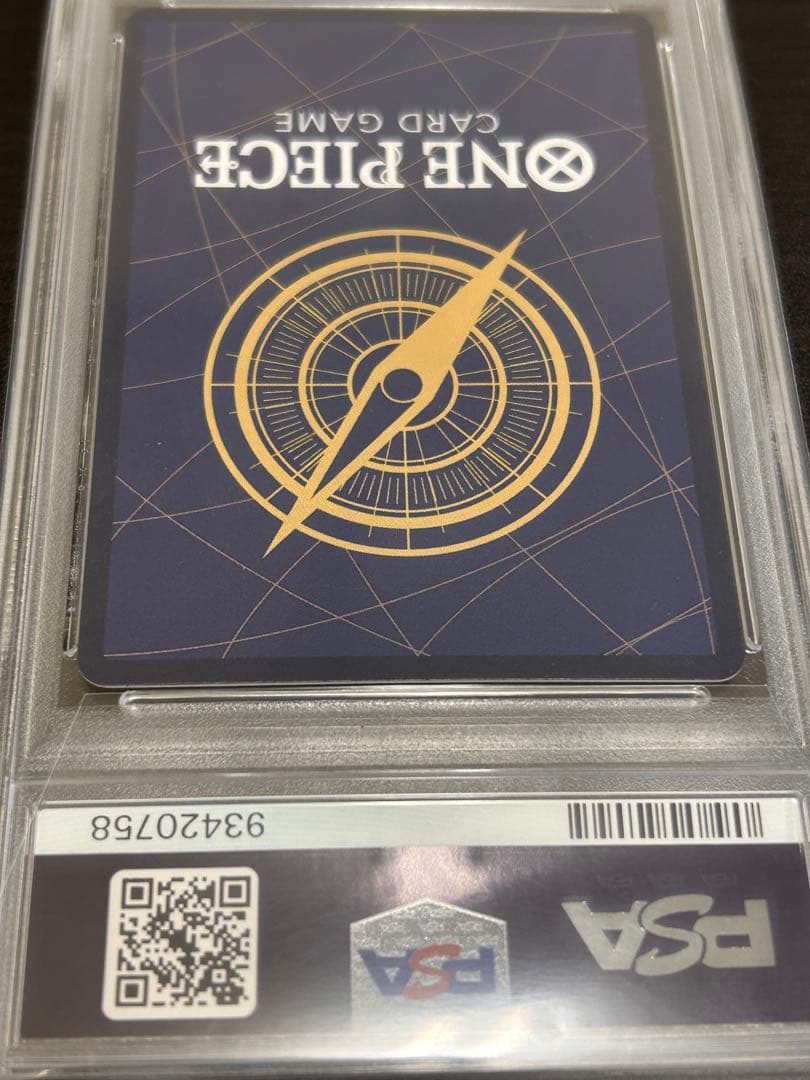 PSA
PSA
93420758
ONE PIECE
CARD GAME